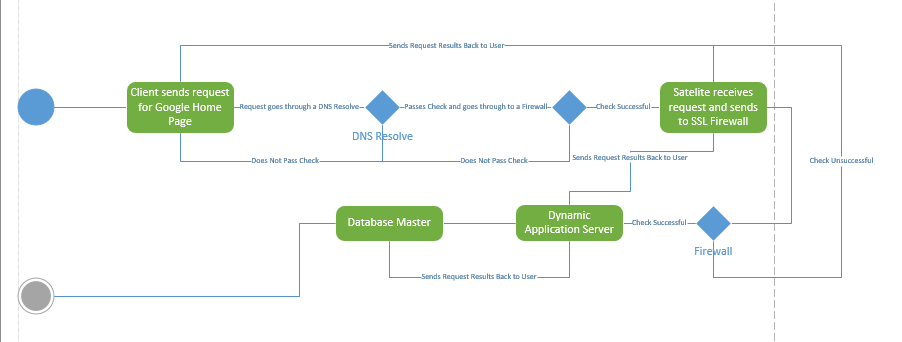 Sends Request Results Back to User
Client sends request
for Google Home
Page
Request goes through a DNS Resolve
Passes Check and goes through to a Firewall
Check Successful
Satelite receives
request and sends
to SSL Firewall
DNS Resolve
Does Not Pass Check
Does Not Pass Check
Sends Request Results Back to User
Check Unsuccessful
Database Master
Dynamic
Application Server
Check Successful
Firewall
Sends Request Results Back to User